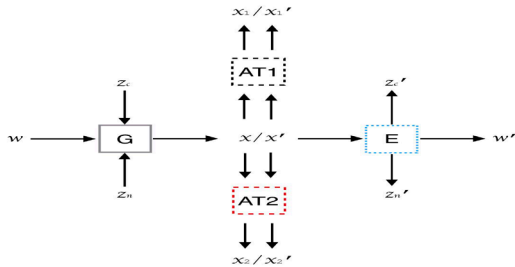 x₁/x₁′
AT1
z_c z_c′
w G x/x′ E w′
z_n z_n′
AT2
x₂/x₂′